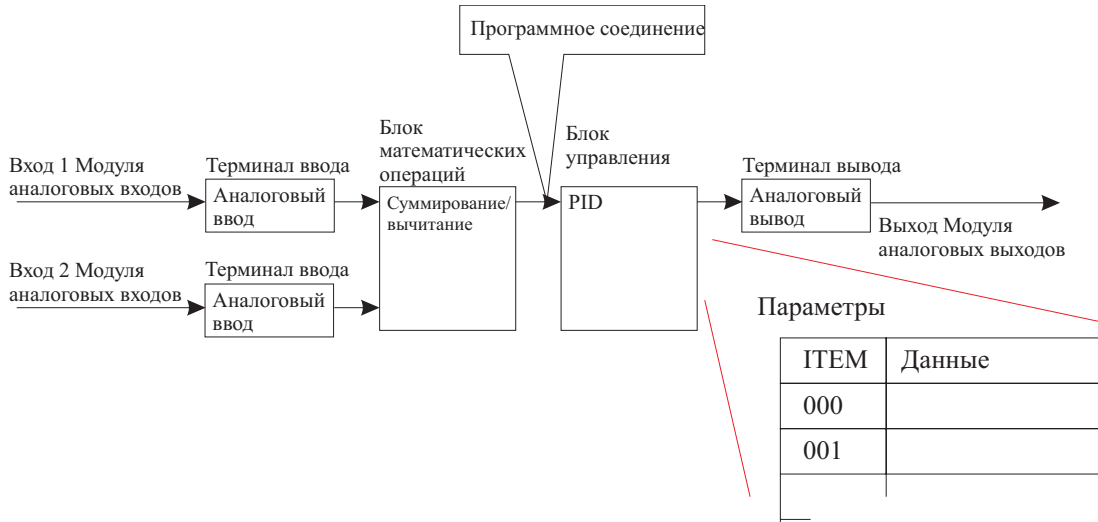 Программное соединение
Блок
математических
операций
Блок
управления
Вход 1 Модуля
аналоговых входов
Терминал ввода
Аналоговый
ввод
Суммирование/
вычитание
PID
Терминал вывода
Аналоговый
вывод
Выход Модуля
аналоговых выходов
Вход 2 Модуля
аналоговых входов
Терминал ввода
Аналоговый
ввод
Параметры
ITEM Данные
000
001